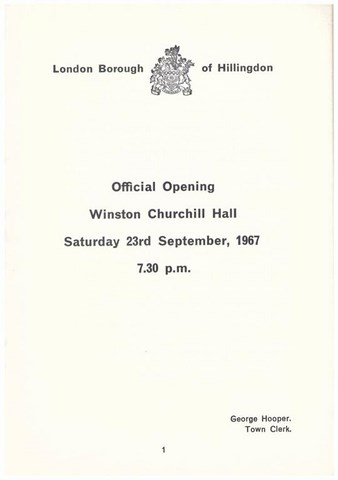 London Borough of Hillingdon
Official Opening
Winston Churchill Hall
Saturday 23rd September, 1967
7.30 p.m.
George Hooper.
Town Clerk.
1